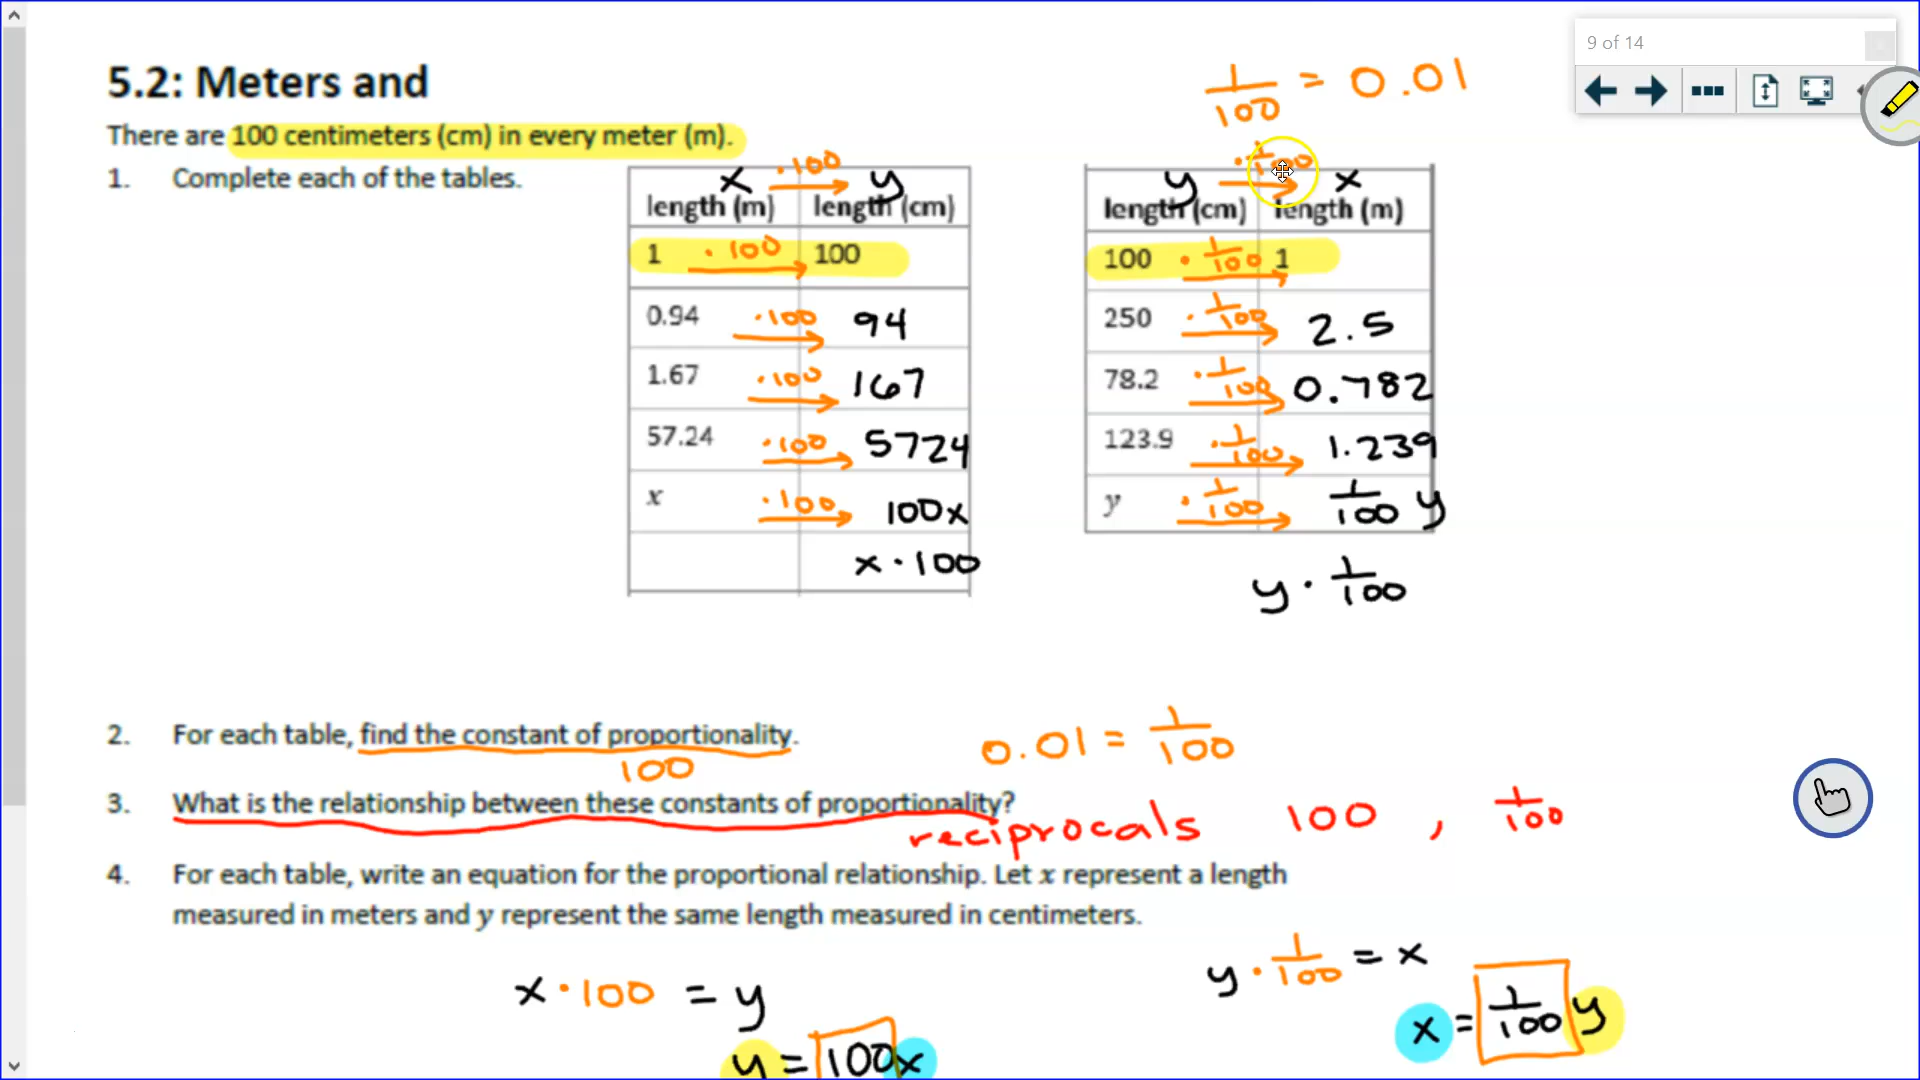 9 of 14
1/100 = 0.01
5.2: Meters and
There are 100 centimeters (cm) in every meter (m).
1. Complete each of the tables.
x ·100 y
length (m) length (cm)
1 ·100 100
0.94 ·100 94
1.67 ·100 167
57.24 ·100 5724
x ·100 100x
x·100
y ·1/100 x
length (cm) length (m)
100 ·1/100 1
250 ·1/100 2.5
78.2 ·1/100 0.782
123.9 ·1/100 1.239
y ·1/100 1/100 y
y·1/100
2. For each table, find the constant of proportionality.
100
0.01 = 1/100
3. What is the relationship between these constants of proportionality?
reciprocals 100 , 1/100
4. For each table, write an equation for the proportional relationship. Let x represent a length
measured in meters and y represent the same length measured in centimeters.
x·100 = y
y = 100x
y·1/100 = x
x = 1/100 y